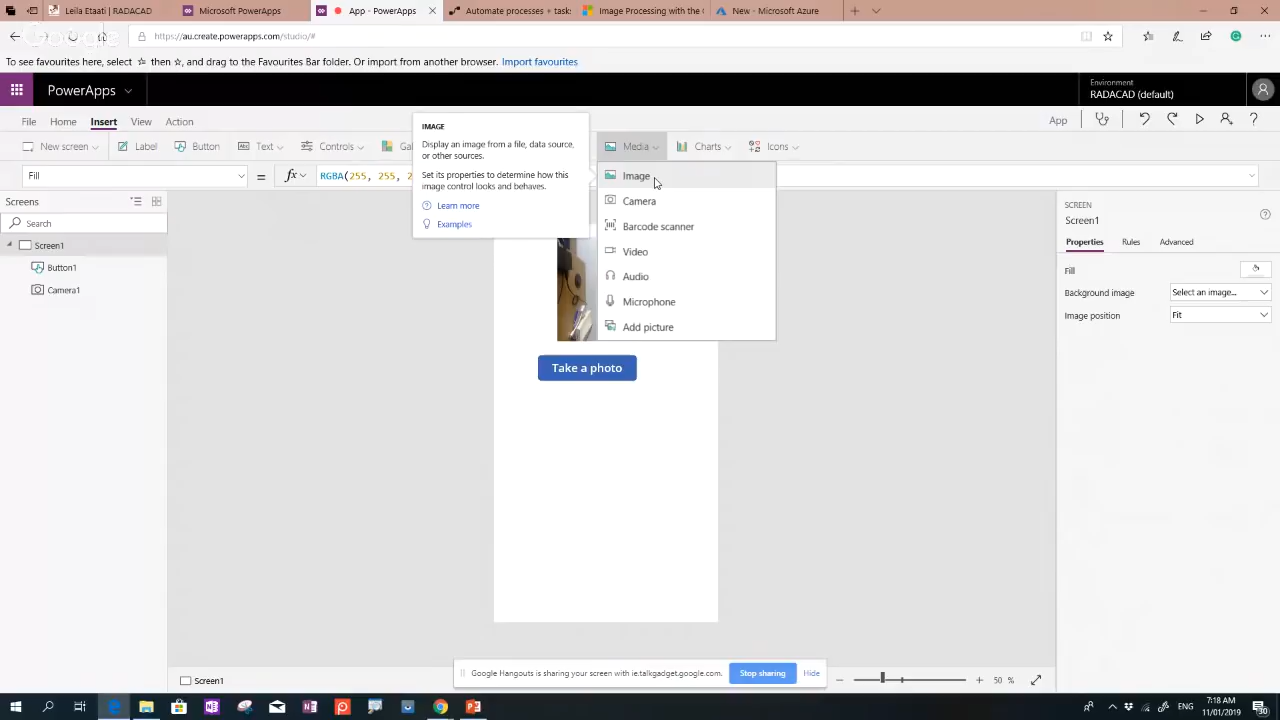 Leila Etaati | RADACAD
Microsoft PowerApps
App - PowerApps
Automate processes + task
Image Processing with the C
New - Microsoft Azure
https://au.create.powerapps.com/studio/#
To see favourites here, select ☆ then ☆, and drag to the Favourites Bar folder. Or import from another browser. Import favourites
PowerApps
Environment
RADACAD (default)
File Home Insert View Action
App
New screen Label Button Text Controls Gal Media Charts Icons
IMAGE
Display an image from a file, data source,
or other sources.
Set its properties to determine how this
image control looks and behaves.
Learn more
Examples
Fill = fx RGBA(255, 255, 2
Image
Camera
Barcode scanner
Video
Audio
Microphone
Add picture
Screens
Search
Screen1
Button1
Camera1
Take a photo
SCREEN
Screen1
Properties Rules Advanced
Fill
Background image Select an image...
Image position Fit
Screen1
Google Hangouts is sharing your screen with ie.talkgadget.google.com. Stop sharing Hide
50 %
ENG
7:18 AM
11/01/2019
30